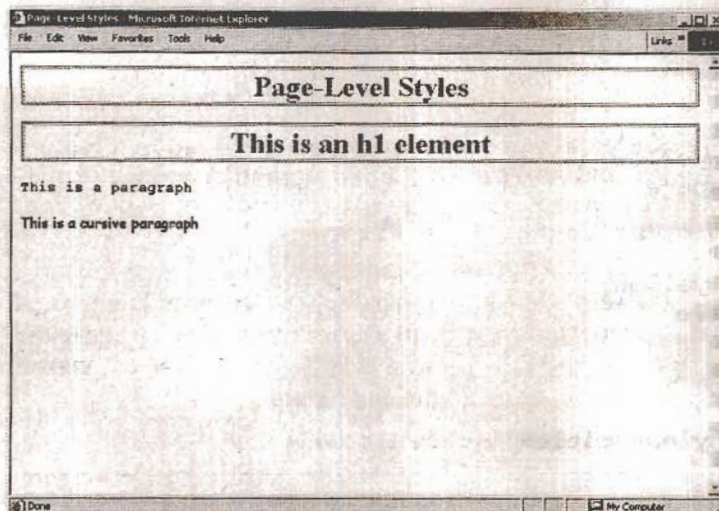 Page-Level Styles - Microsoft Internet Explorer
File Edit View Favorites Tools Help
Links »
Page-Level Styles
This is an h1 element
This is a paragraph
This is a cursive paragraph
Done
My Computer